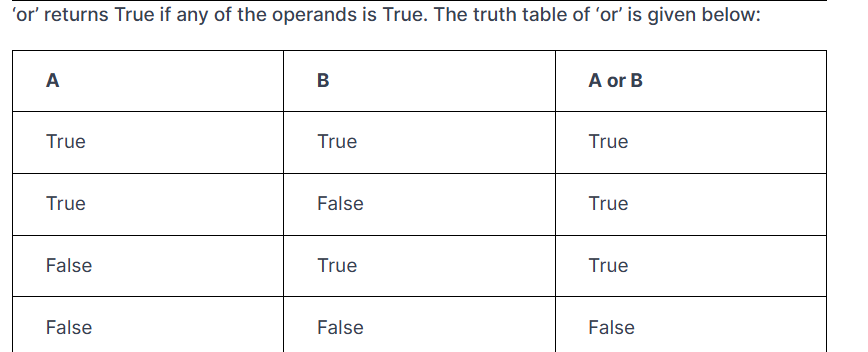 ‘or’ returns True if any of the operands is True. The truth table of ‘or’ is given below:
A B A or B
True True True
True False True
False True True
False False False